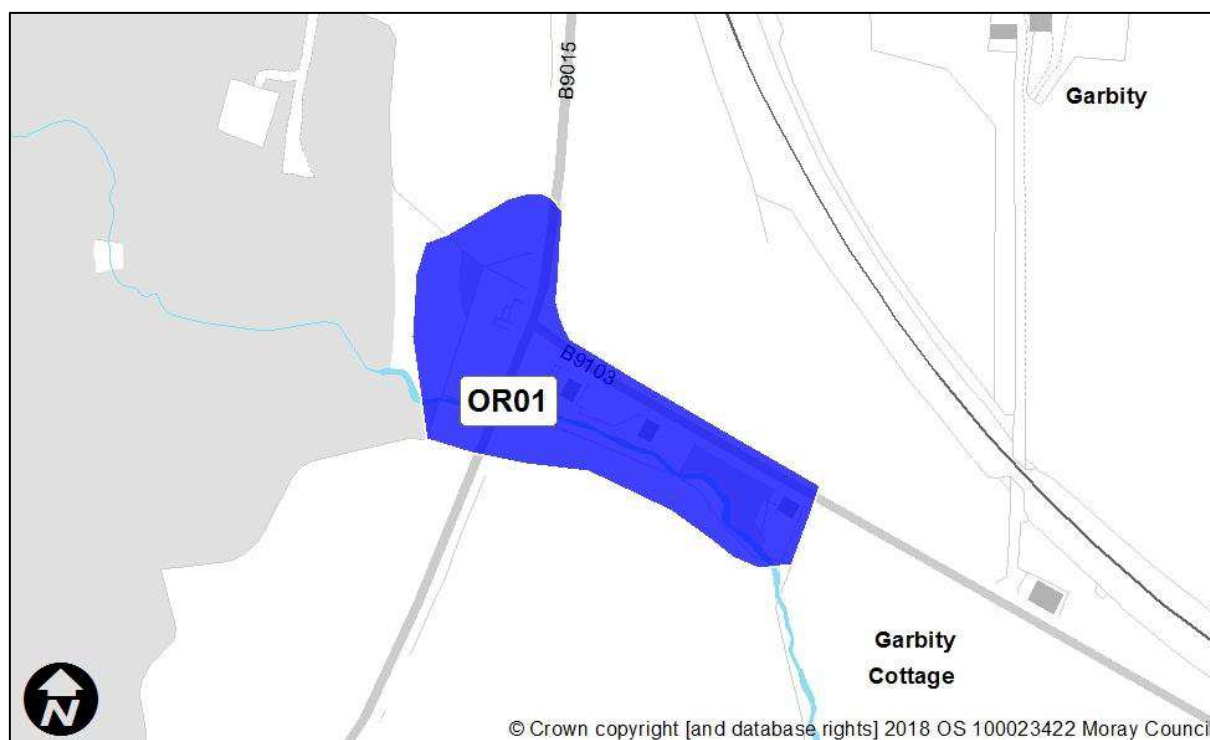 B9015
Garbity
B9103
OR01
Garbity
Cottage
N
© Crown copyright [and database rights] 2018 OS 100023422 Moray Counci